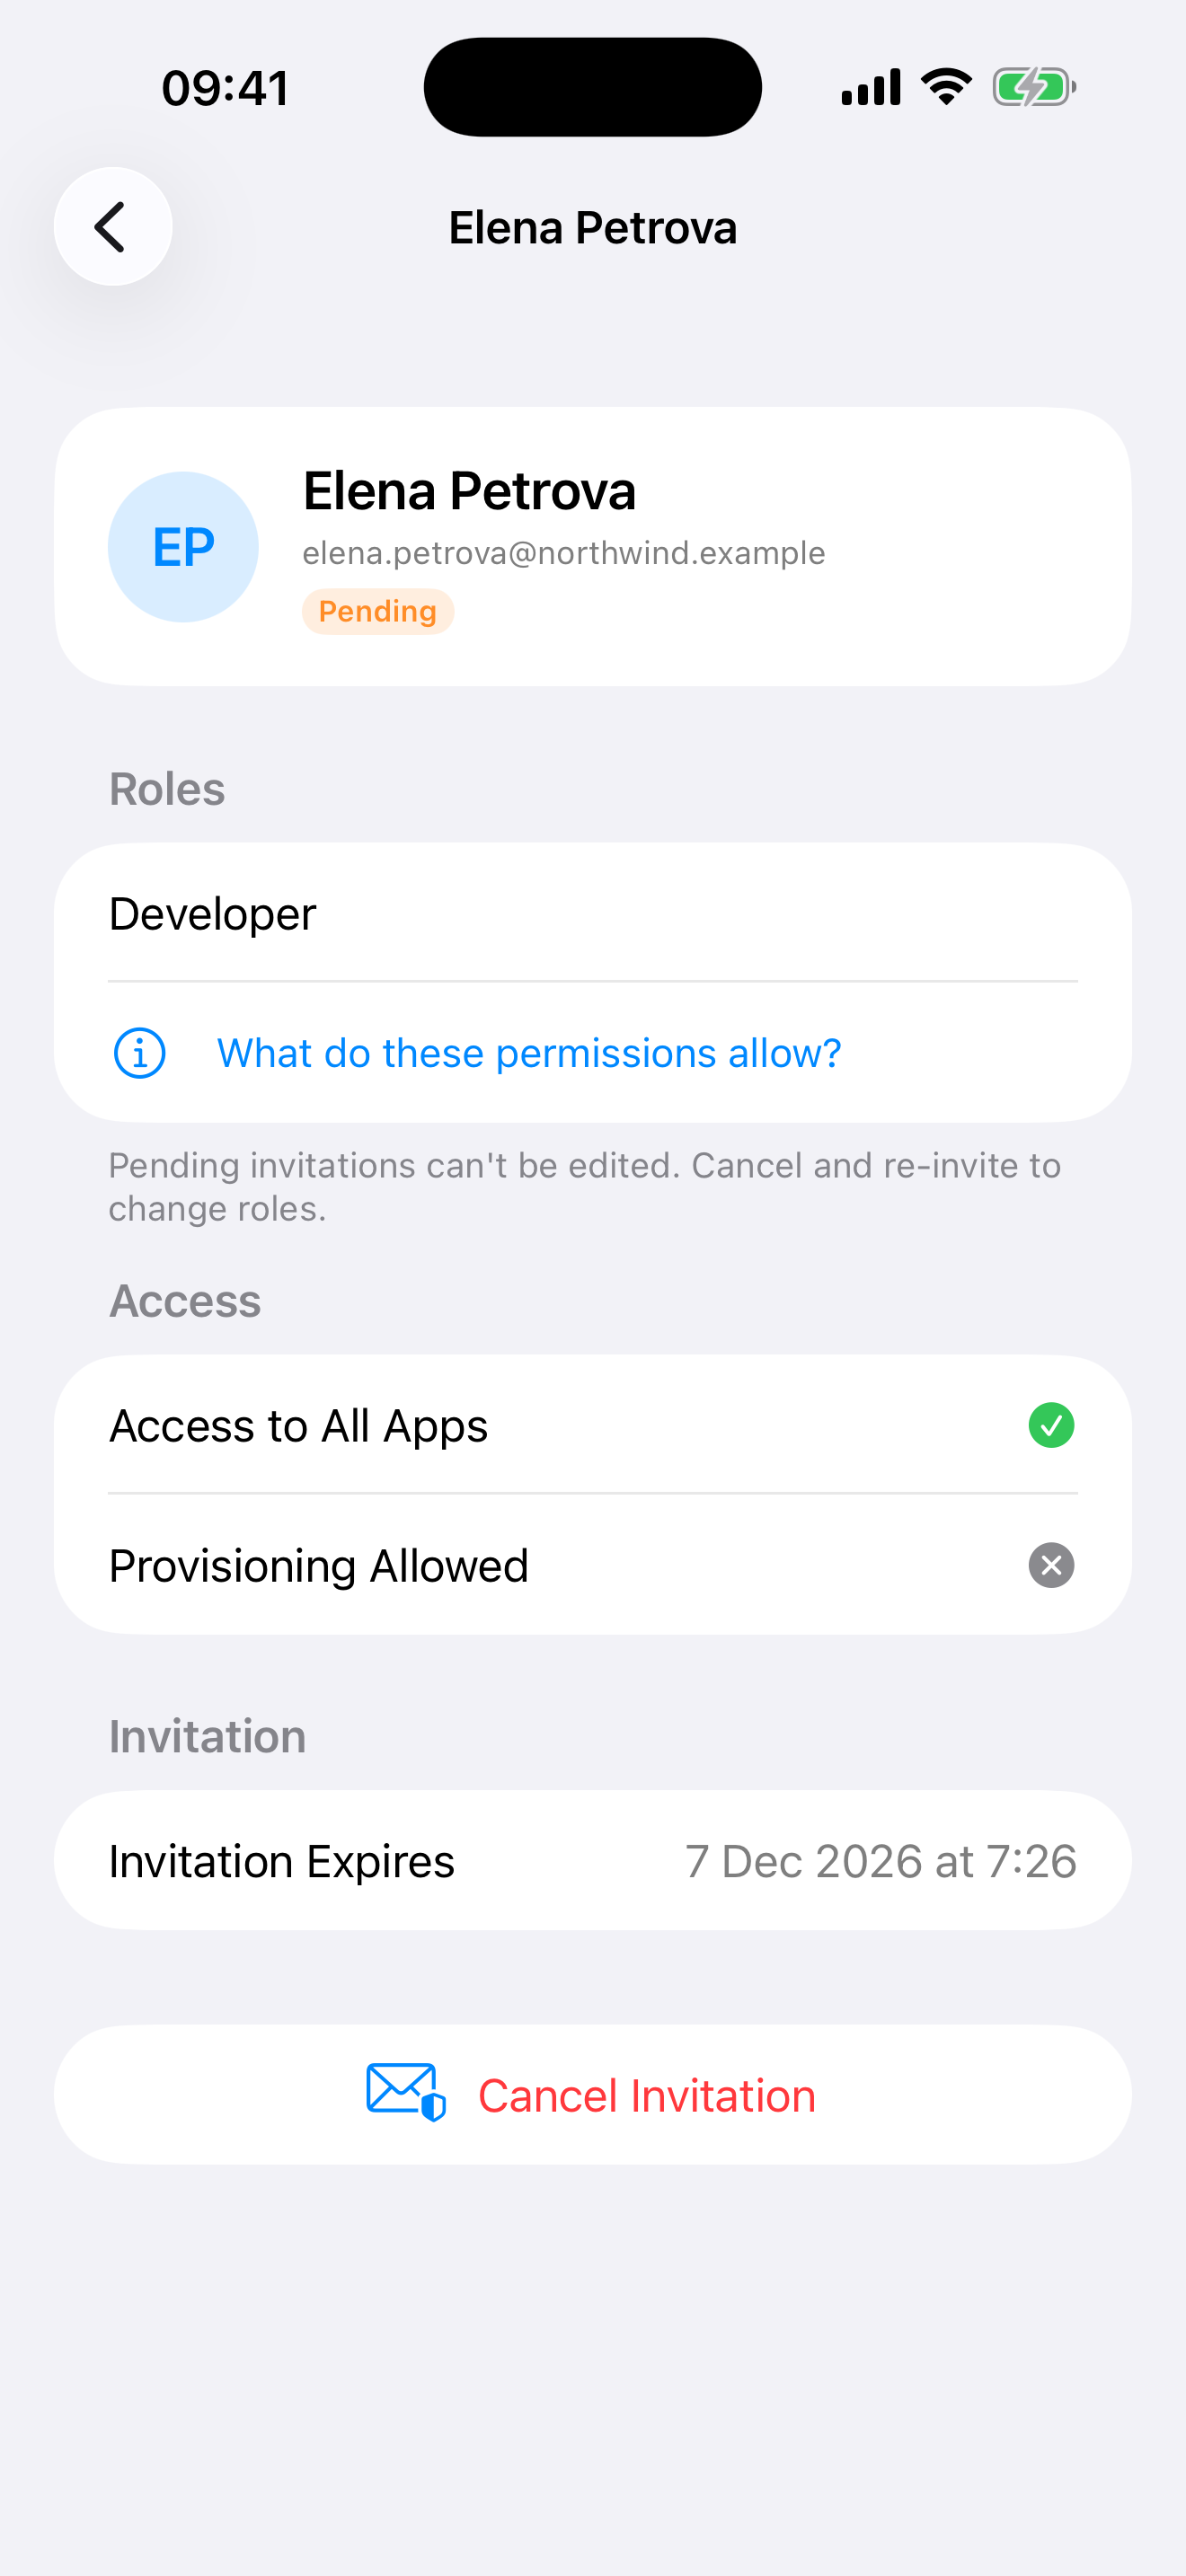 09:41
Elena Petrova
EP
Elena Petrova
elena.petrova@northwind.example
Pending
Roles
Developer
What do these permissions allow?
Pending invitations can't be edited. Cancel and re-invite to
change roles.
Access
Access to All Apps
Provisioning Allowed
Invitation
Invitation Expires 7 Dec 2026 at 7:26
Cancel Invitation